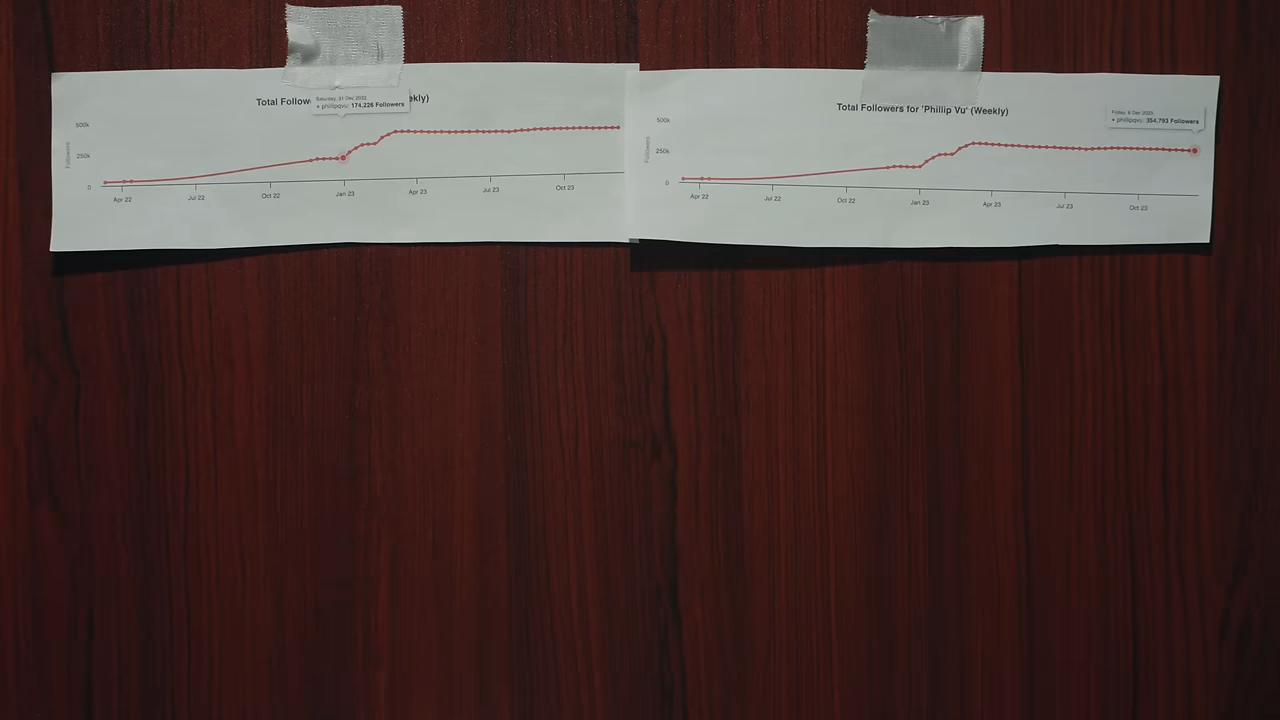 Total Follow ekly)
Saturday, 31 Dec 2022
• phillipqvu: 174,226 Followers
500k
250k
0
Followers
Apr 22 Jul 22 Oct 22 Jan 23 Apr 23 Jul 23 Oct 23
Total Followers for 'Phillip Vu' (Weekly)
Friday, 8 Dec 2023
• phillipqvu: 354,793 Followers
500k
250k
0
Followers
Apr 22 Jul 22 Oct 22 Jan 23 Apr 23 Jul 23 Oct 23